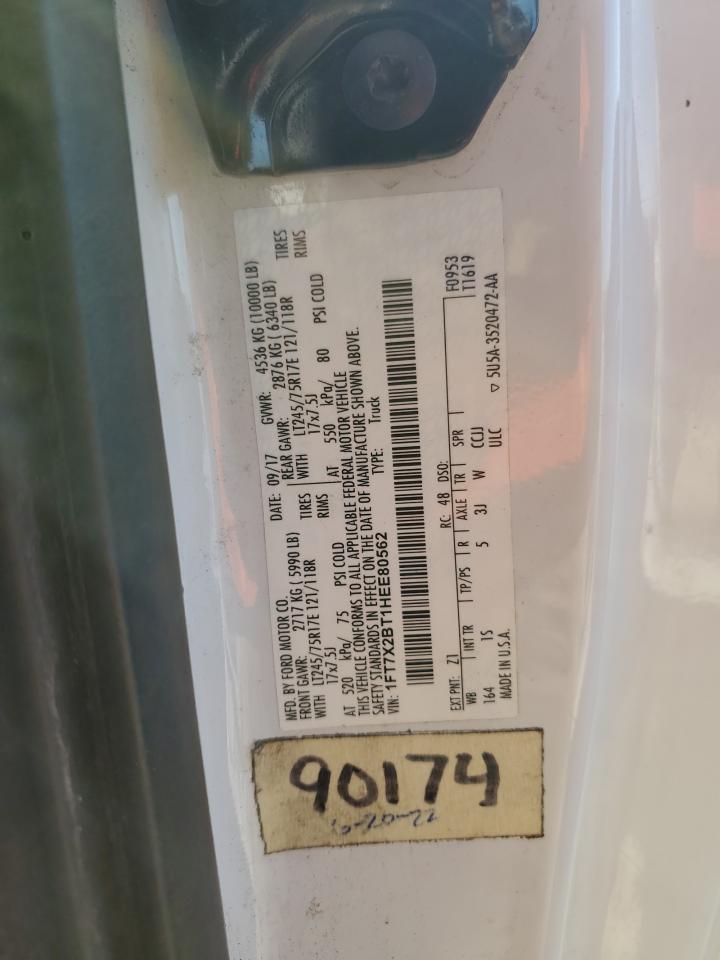 MFD. BY FORD MOTOR CO. DATE: 09/17 GVWR: 4536 KG (10000 LB)
FRONT GAWR: 2717 KG ( 5990 LB) REAR GAWR: 2876 KG ( 6340 LB)
WITH LT245/75R17E 121/118R TIRES WITH LT245/75R17E 121/118R TIRES
17x7.5J RIMS 17x7.5J RIMS
AT 520 kPa/ 75 PSI COLD AT 550 kPa/ 80 PSI COLD
THIS VEHICLE CONFORMS TO ALL APPLICABLE FEDERAL MOTOR VEHICLE
SAFETY STANDARDS IN EFFECT ON THE DATE OF MANUFACTURE SHOWN ABOVE.
VIN: 1FT7X2BT1HEE80562 TYPE: Truck
F0953
EXT PNT: Z1 RC: 48 DSO: T1619
WB INT TR TP/PS R AXLE TR SPR
164 1S 5 3J W CCJJ
MADE IN U.S.A. ULC ▽ 5U5A-3520472-AA
90174